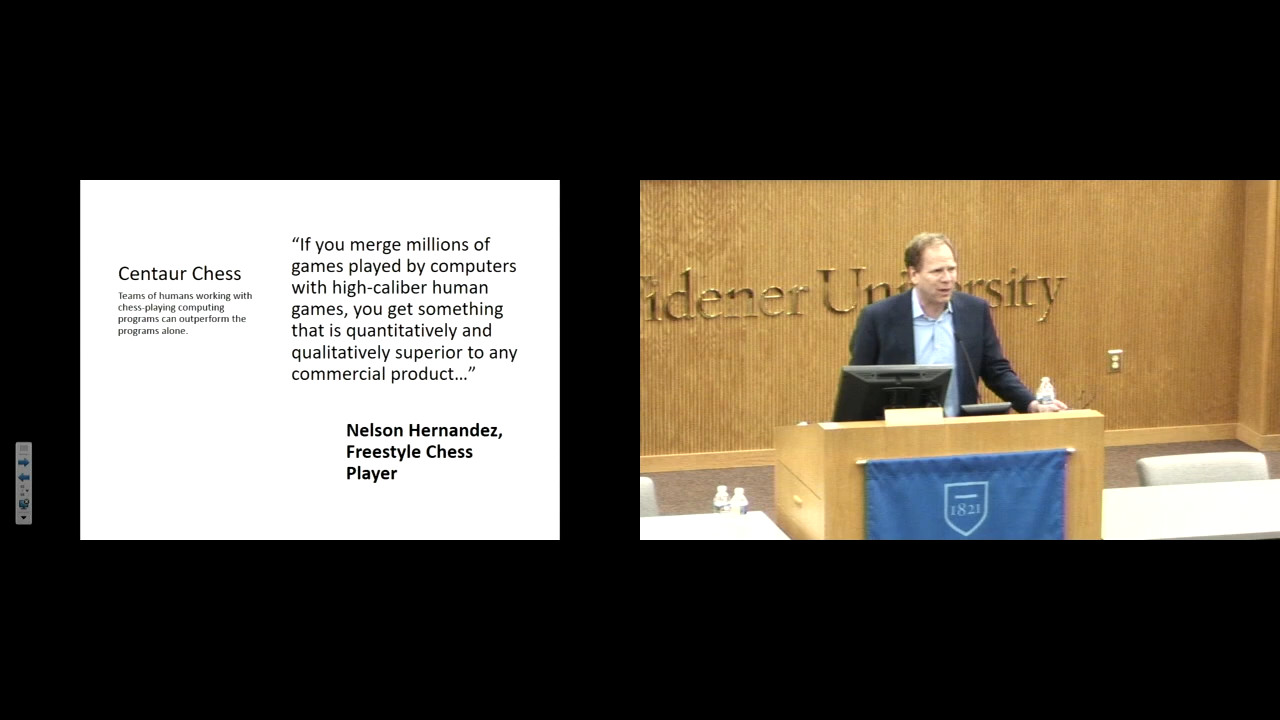 Centaur Chess
Teams of humans working with
chess-playing computing
programs can outperform the
programs alone.
“If you merge millions of
games played by computers
with high-caliber human
games, you get something
that is quantitatively and
qualitatively superior to any
commercial product…”
Nelson Hernandez,
Freestyle Chess
Player
idener University
1821